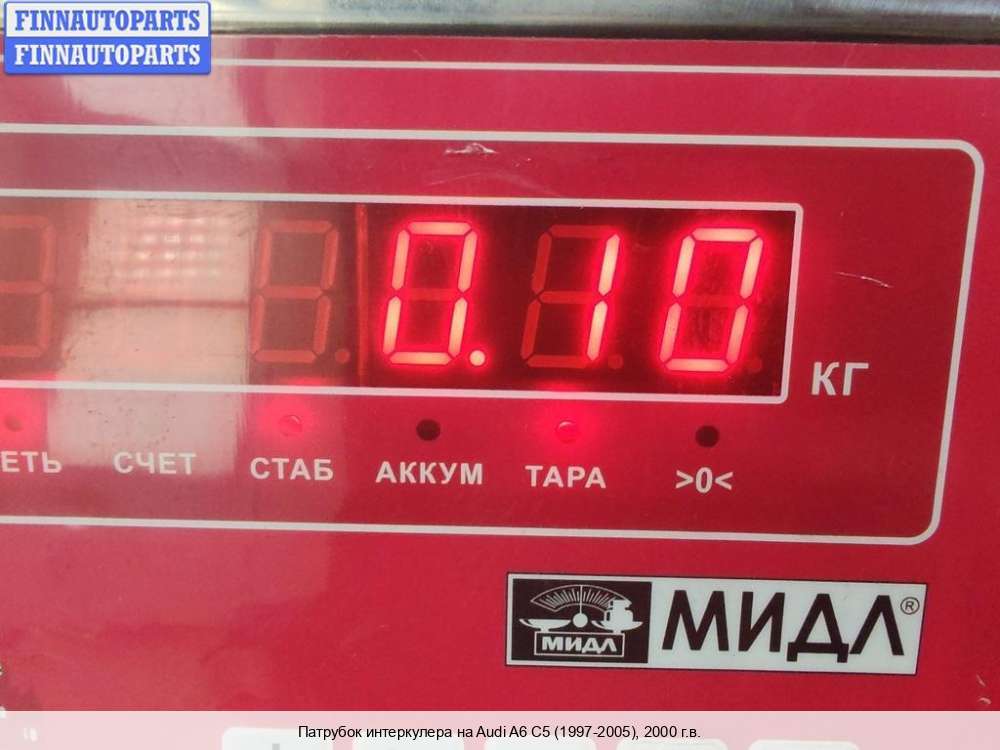 FINNAUTOPARTS
FINNAUTOPARTS
0.10
КГ
ЕТЬ СЧЕТ СТАБ АККУМ ТАРА >0<
МИДЛ МИДЛ®
Патрубок интеркулера на Audi A6 C5 (1997-2005), 2000 г.в.